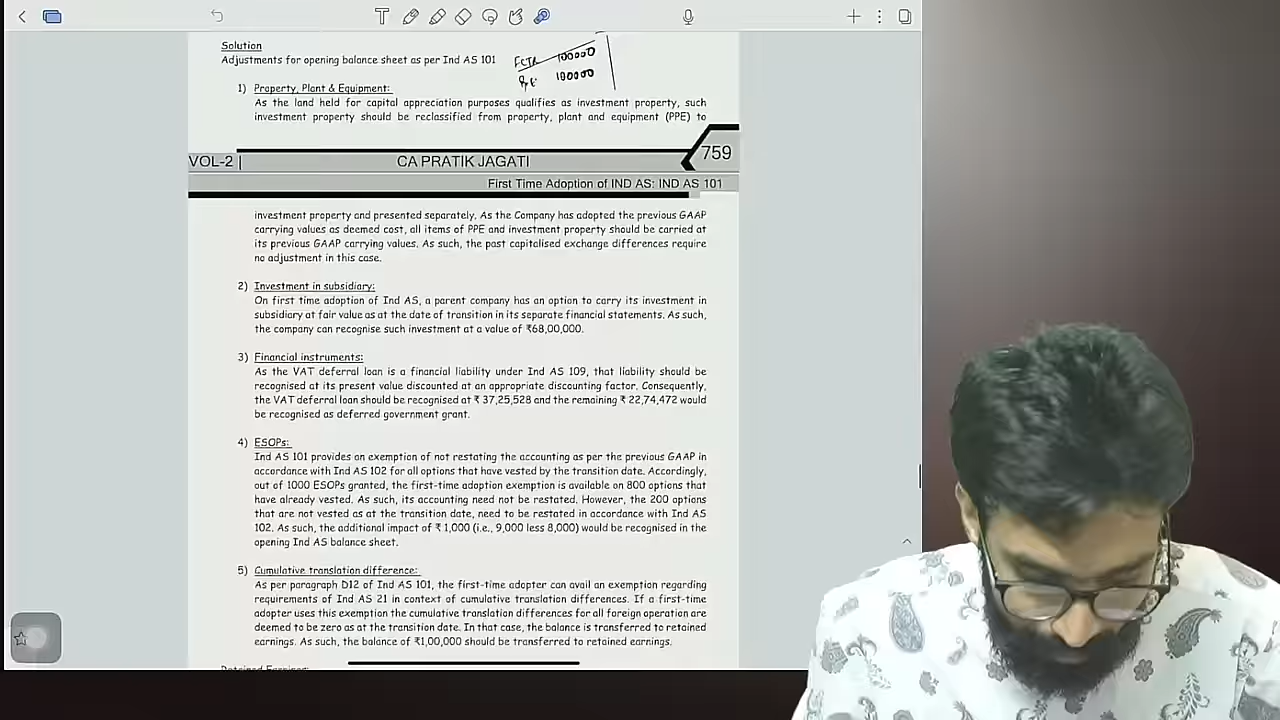 Solution
Adjustments for opening balance sheet as per Ind AS 101
FCTR 100000
R.E 100000
1) Property, Plant & Equipment:
As the land held for capital appreciation purposes qualifies as investment property, such
investment property should be reclassified from property, plant and equipment (PPE) to
VOL-2 | CA PRATIK JAGATI 759
First Time Adoption of IND AS: IND AS 101
investment property and presented separately. As the Company has adopted the previous GAAP
carrying values as deemed cost, all items of PPE and investment property should be carried at
its previous GAAP carrying values. As such, the past capitalised exchange differences require
no adjustment in this case.
2) Investment in subsidiary:
On first time adoption of Ind AS, a parent company has an option to carry its investment in
subsidiary at fair value as at the date of transition in its separate financial statements. As such,
the company can recognise such investment at a value of ₹68,00,000.
3) Financial instruments:
As the VAT deferral loan is a financial liability under Ind AS 109, that liability should be
recognised at its present value discounted at an appropriate discounting factor. Consequently,
the VAT deferral loan should be recognised at ₹ 37,25,528 and the remaining ₹ 22,74,472 would
be recognised as deferred government grant.
4) ESOPs:
Ind AS 101 provides an exemption of not restating the accounting as per the previous GAAP in
accordance with Ind AS 102 for all options that have vested by the transition date. Accordingly,
out of 1000 ESOPs granted, the first-time adoption exemption is available on 800 options that
have already vested. As such, its accounting need not be restated. However, the 200 options
that are not vested as at the transition date, need to be restated in accordance with Ind AS
102. As such, the additional impact of ₹ 1,000 (i.e., 9,000 less 8,000) would be recognised in the
opening Ind AS balance sheet.
5) Cumulative translation difference:
As per paragraph D12 of Ind AS 101, the first-time adopter can avail an exemption regarding
requirements of Ind AS 21 in context of cumulative translation differences. If a first-time
adopter uses this exemption the cumulative translation differences for all foreign operation are
deemed to be zero as at the transition date. In that case, the balance is transferred to retained
earnings. As such, the balance of ₹1,00,000 should be transferred to retained earnings.